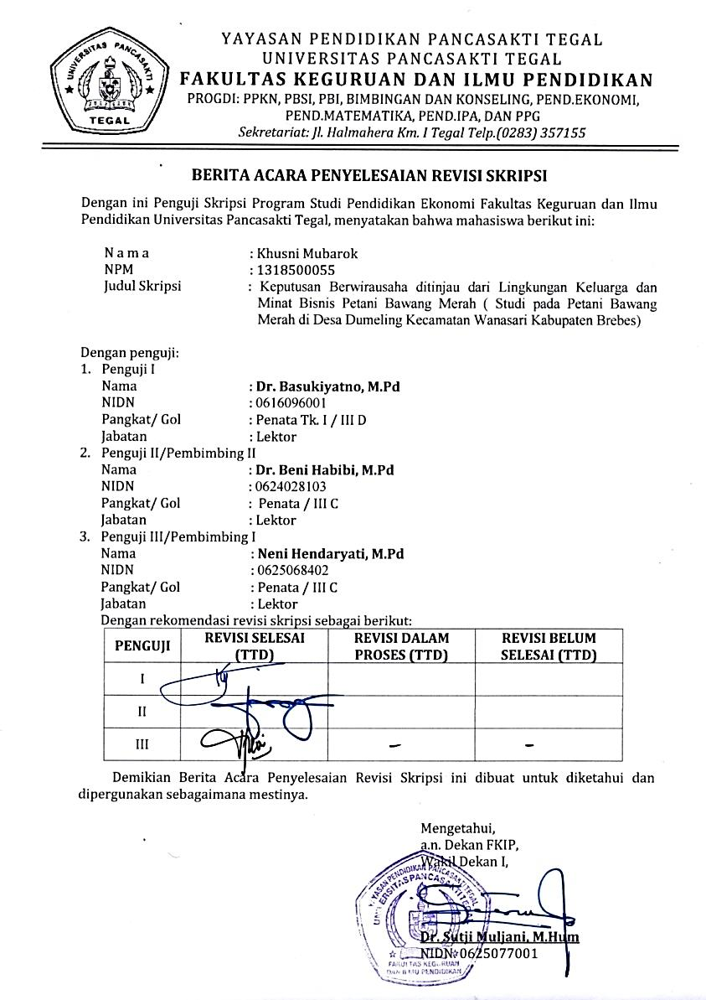 UNIVERSITAS PANCASAKTI
TEGAL
YAYASAN PENDIDIKAN PANCASAKTI TEGAL
UNIVERSITAS PANCASAKTI TEGAL
FAKULTAS KEGURUAN DAN ILMU PENDIDIKAN
PROGDI: PPKN, PBSI, PBI, BIMBINGAN DAN KONSELING, PEND.EKONOMI,
PEND.MATEMATIKA, PEND.IPA, DAN PPG
Sekretariat: Jl. Halmahera Km. I Tegal Telp.(0283) 357155
BERITA ACARA PENYELESAIAN REVISI SKRIPSI
Dengan ini Penguji Skripsi Program Studi Pendidikan Ekonomi Fakultas Keguruan dan Ilmu
Pendidikan Universitas Pancasakti Tegal, menyatakan bahwa mahasiswa berikut ini:
N a m a : Khusni Mubarok
NPM : 1318500055
Judul Skripsi : Keputusan Berwirausaha ditinjau dari Lingkungan Keluarga dan
Minat Bisnis Petani Bawang Merah ( Studi pada Petani Bawang
Merah di Desa Dumeling Kecamatan Wanasari Kabupaten Brebes)
Dengan penguji:
1. Penguji I
Nama : Dr. Basukiyatno, M.Pd
NIDN : 0616096001
Pangkat/ Gol : Penata Tk. I / III D
Jabatan : Lektor
2. Penguji II/Pembimbing II
Nama : Dr. Beni Habibi, M.Pd
NIDN : 0624028103
Pangkat/ Gol : Penata / III C
Jabatan : Lektor
3. Penguji III/Pembimbing I
Nama : Neni Hendaryati, M.Pd
NIDN : 0625068402
Pangkat/ Gol : Penata / III C
Jabatan : Lektor
Dengan rekomendasi revisi skripsi sebagai berikut:
PENGUJI REVISI SELESAI (TTD) REVISI DALAM PROSES (TTD) REVISI BELUM SELESAI (TTD)
I
II
III – –
Demikian Berita Acara Penyelesaian Revisi Skripsi ini dibuat untuk diketahui dan
dipergunakan sebagaimana mestinya.
Mengetahui,
a.n. Dekan FKIP,
Wakil Dekan I,
YAYASAN PENDIDIKAN PANCASAKTI TEGAL
UNIVERSITAS PANCASAKTI TEGAL
Dr. Sutji Muljani, M.Hum
NIDN 0625077001
FAKULTAS KEGURUAN
DAN ILMU PENDIDIKAN